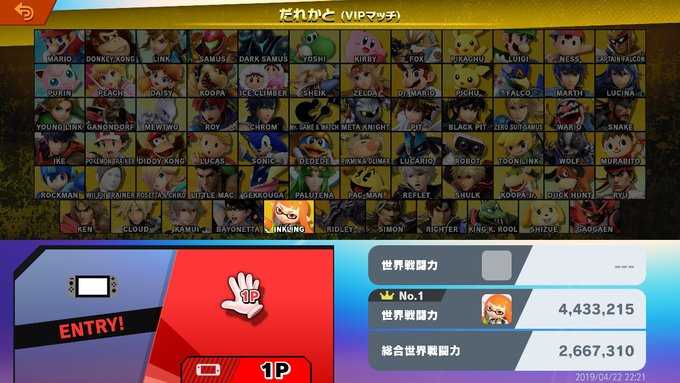 だれかと (VIPマッチ)
MARIO DONKEY KONG LINK SAMUS DARK SAMUS YOSHI KIRBY FOX PIKACHU LUIGI NESS CAPTAIN FALCON
PURIN PEACH DAISY KOOPA ICE CLIMBER SHEIK ZELDA Dr. MARIO PICHU FALCO MARTH LUCINA
YOUNG LINK GANONDORF MEWTWO ROY CHROM Mr. GAME & WATCH META KNIGHT PIT BLACK PIT ZERO SUIT SAMUS WARIO SNAKE
IKE POKÉMON TRAINER DIDDY KONG LUCAS SONIC DEDEDE PIKMIN & OLIMAR LUCARIO ROBOT TOON LINK WOLF MURABITO
ROCKMAN Wii Fit TRAINER ROSETTA & CHIKO LITTLE MAC GEKKOUGA PALUTENA PAC-MAN REFLET SHULK KOOPA Jr. DUCK HUNT RYU
KEN CLOUD KAMUI BAYONETTA INKLING RIDLEY SIMON RICHTER KING K. ROOL SHIZUE GAOGAEN
ENTRY!
1P
1P
世界戦闘力 ---
No.1
世界戦闘力 4,433,215
総合世界戦闘力 2,667,310
2019/04/22 22:21